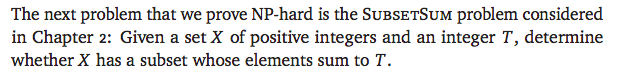 The next problem that we prove NP-hard is the SUBSETSUM problem considered
in Chapter 2: Given a set X of positive integers and an integer T, determine
whether X has a subset whose elements sum to T.